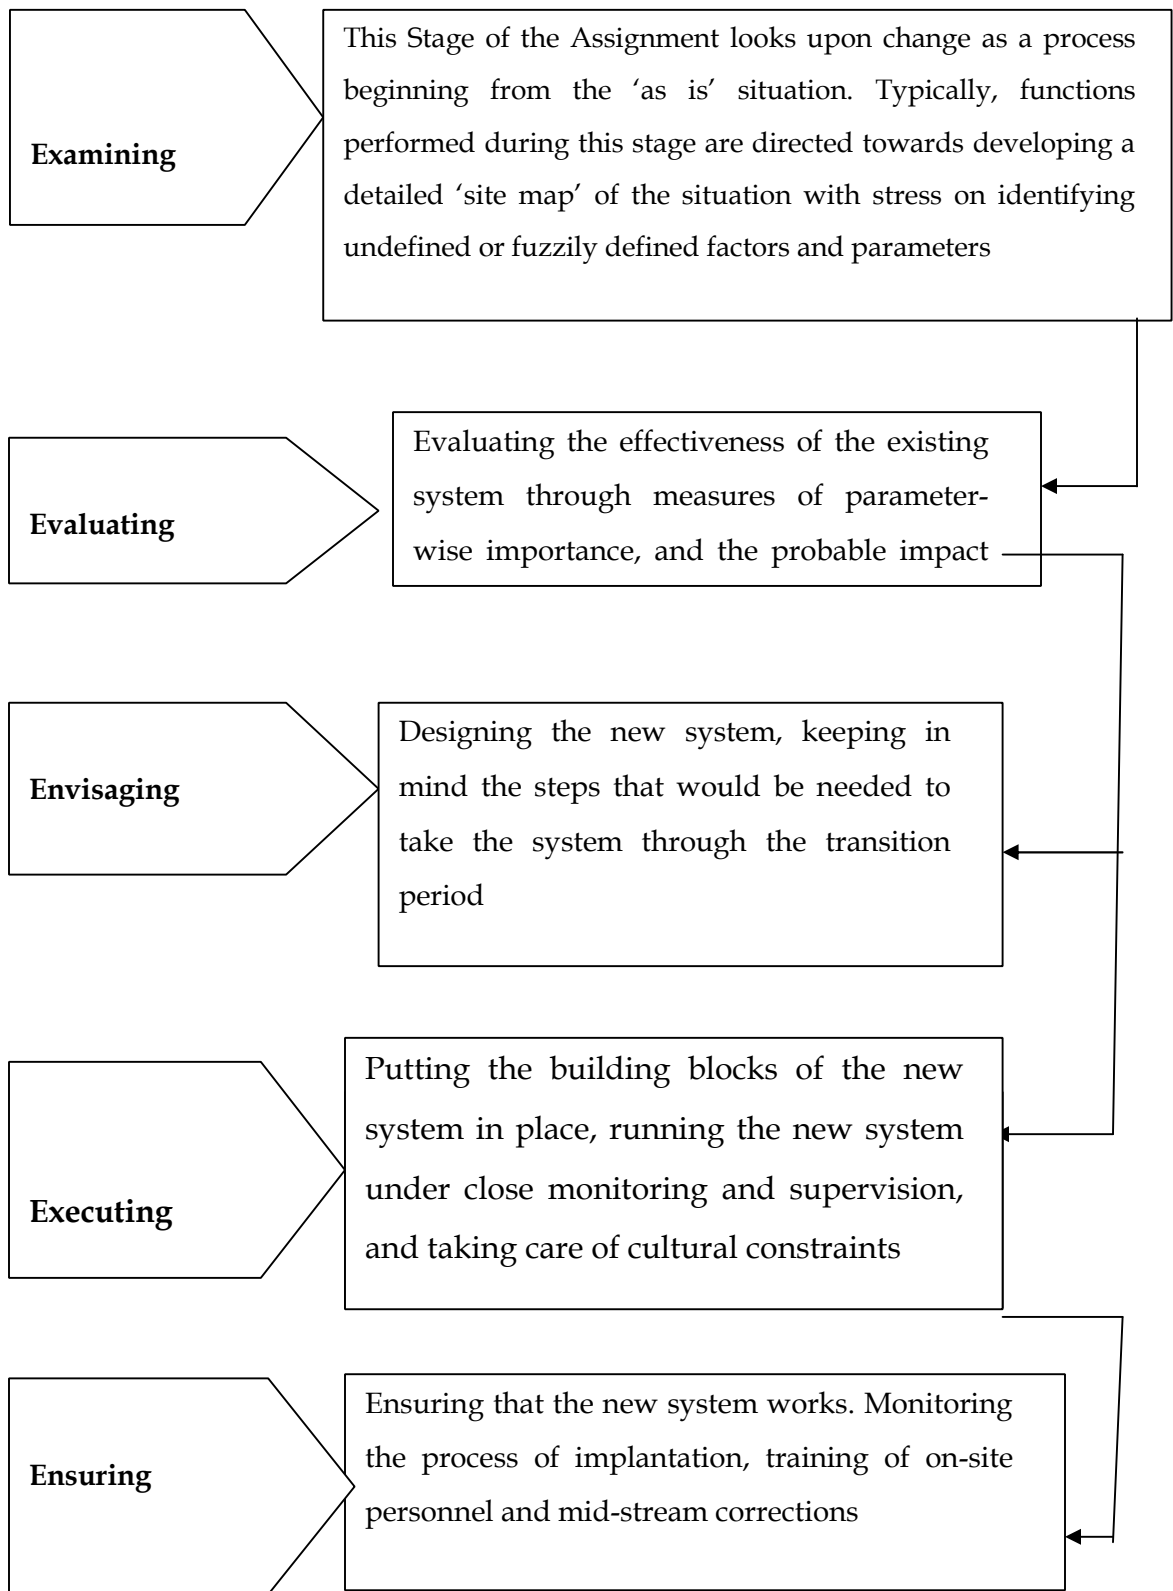 Examining
This Stage of the Assignment looks upon change as a process
beginning from the ‘as is’ situation. Typically, functions
performed during this stage are directed towards developing a
detailed ‘site map’ of the situation with stress on identifying
undefined or fuzzily defined factors and parameters
Evaluating
Evaluating the effectiveness of the existing
system through measures of parameter-
wise importance, and the probable impact
Envisaging
Designing the new system, keeping in
mind the steps that would be needed to
take the system through the transition
period
Executing
Putting the building blocks of the new
system in place, running the new system
under close monitoring and supervision,
and taking care of cultural constraints
Ensuring
Ensuring that the new system works. Monitoring
the process of implantation, training of on-site
personnel and mid-stream corrections